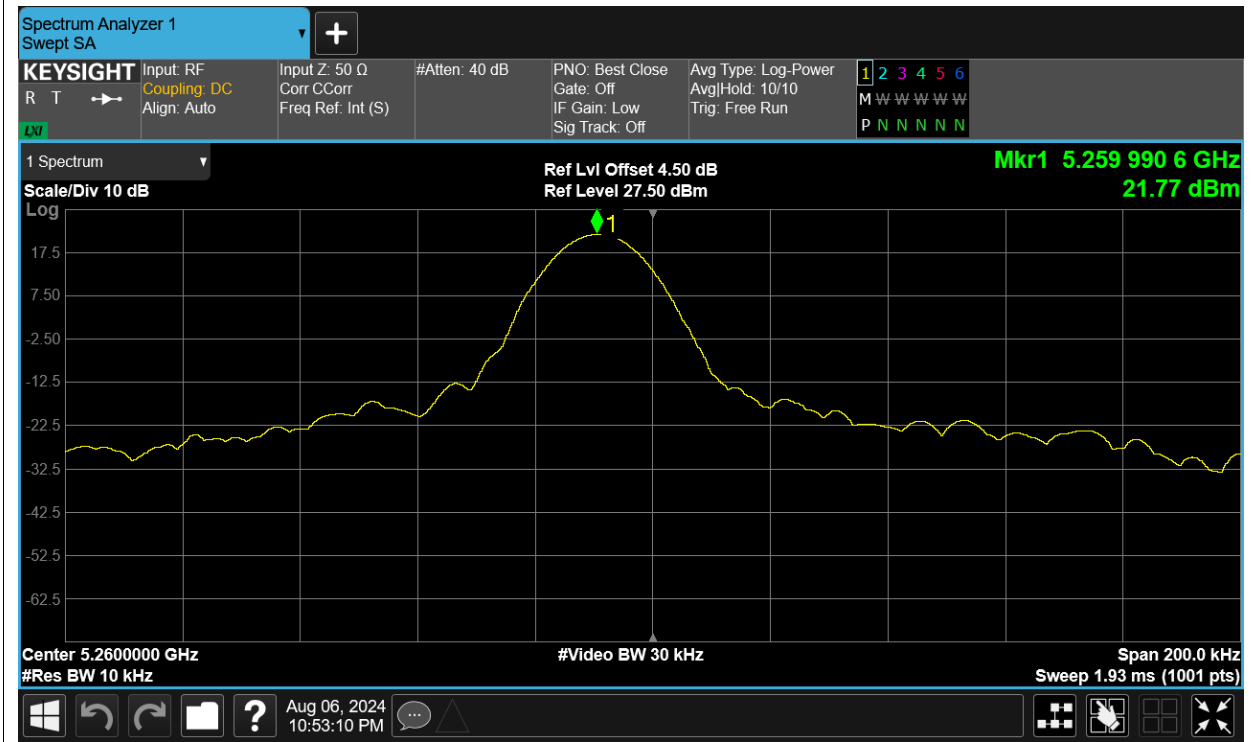 Spectrum Analyzer 1
Swept SA
KEYSIGHT
R T
LXI
Input: RF
Coupling: DC
Align: Auto
Input Z: 50 Ω
Corr CCorr
Freq Ref: Int (S)
#Atten: 40 dB
PNO: Best Close
Gate: Off
IF Gain: Low
Sig Track: Off
Avg Type: Log-Power
Avg|Hold: 10/10
Trig: Free Run
1 2 3 4 5 6
M W W W W W
P N N N N N
1 Spectrum
Scale/Div 10 dB
Ref Lvl Offset 4.50 dB
Ref Level 27.50 dBm
Mkr1 5.259 990 6 GHz
21.77 dBm
Log
1
17.5
7.50
-2.50
-12.5
-22.5
-32.5
-42.5
-52.5
-62.5
Center 5.2600000 GHz
#Res BW 10 kHz
#Video BW 30 kHz
Span 200.0 kHz
Sweep 1.93 ms (1001 pts)
?
Aug 06, 2024
10:53:10 PM